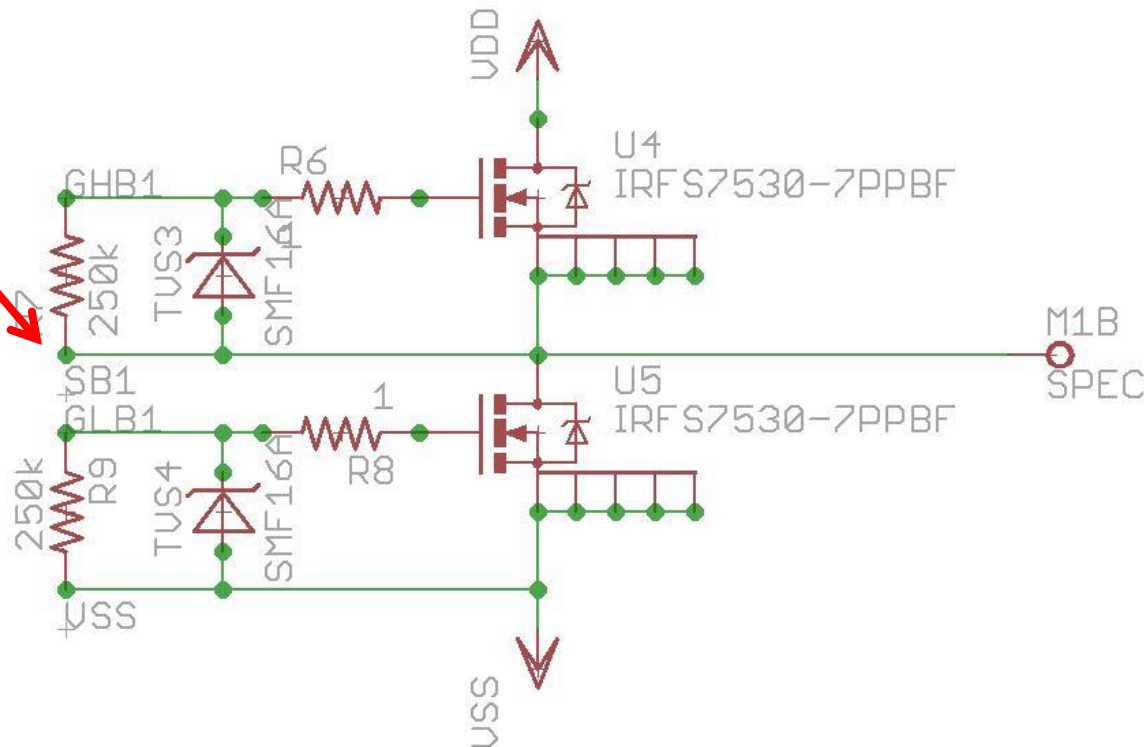 VDD
U4
IRFS7530-7PPBF
R6
GHB1
TVS3
SMF16A
250k
M1B
SPEC
SB1
GLB1
1
U5
IRFS7530-7PPBF
R8
R9
250k
TVS4
SMF16A
VSS
VSS